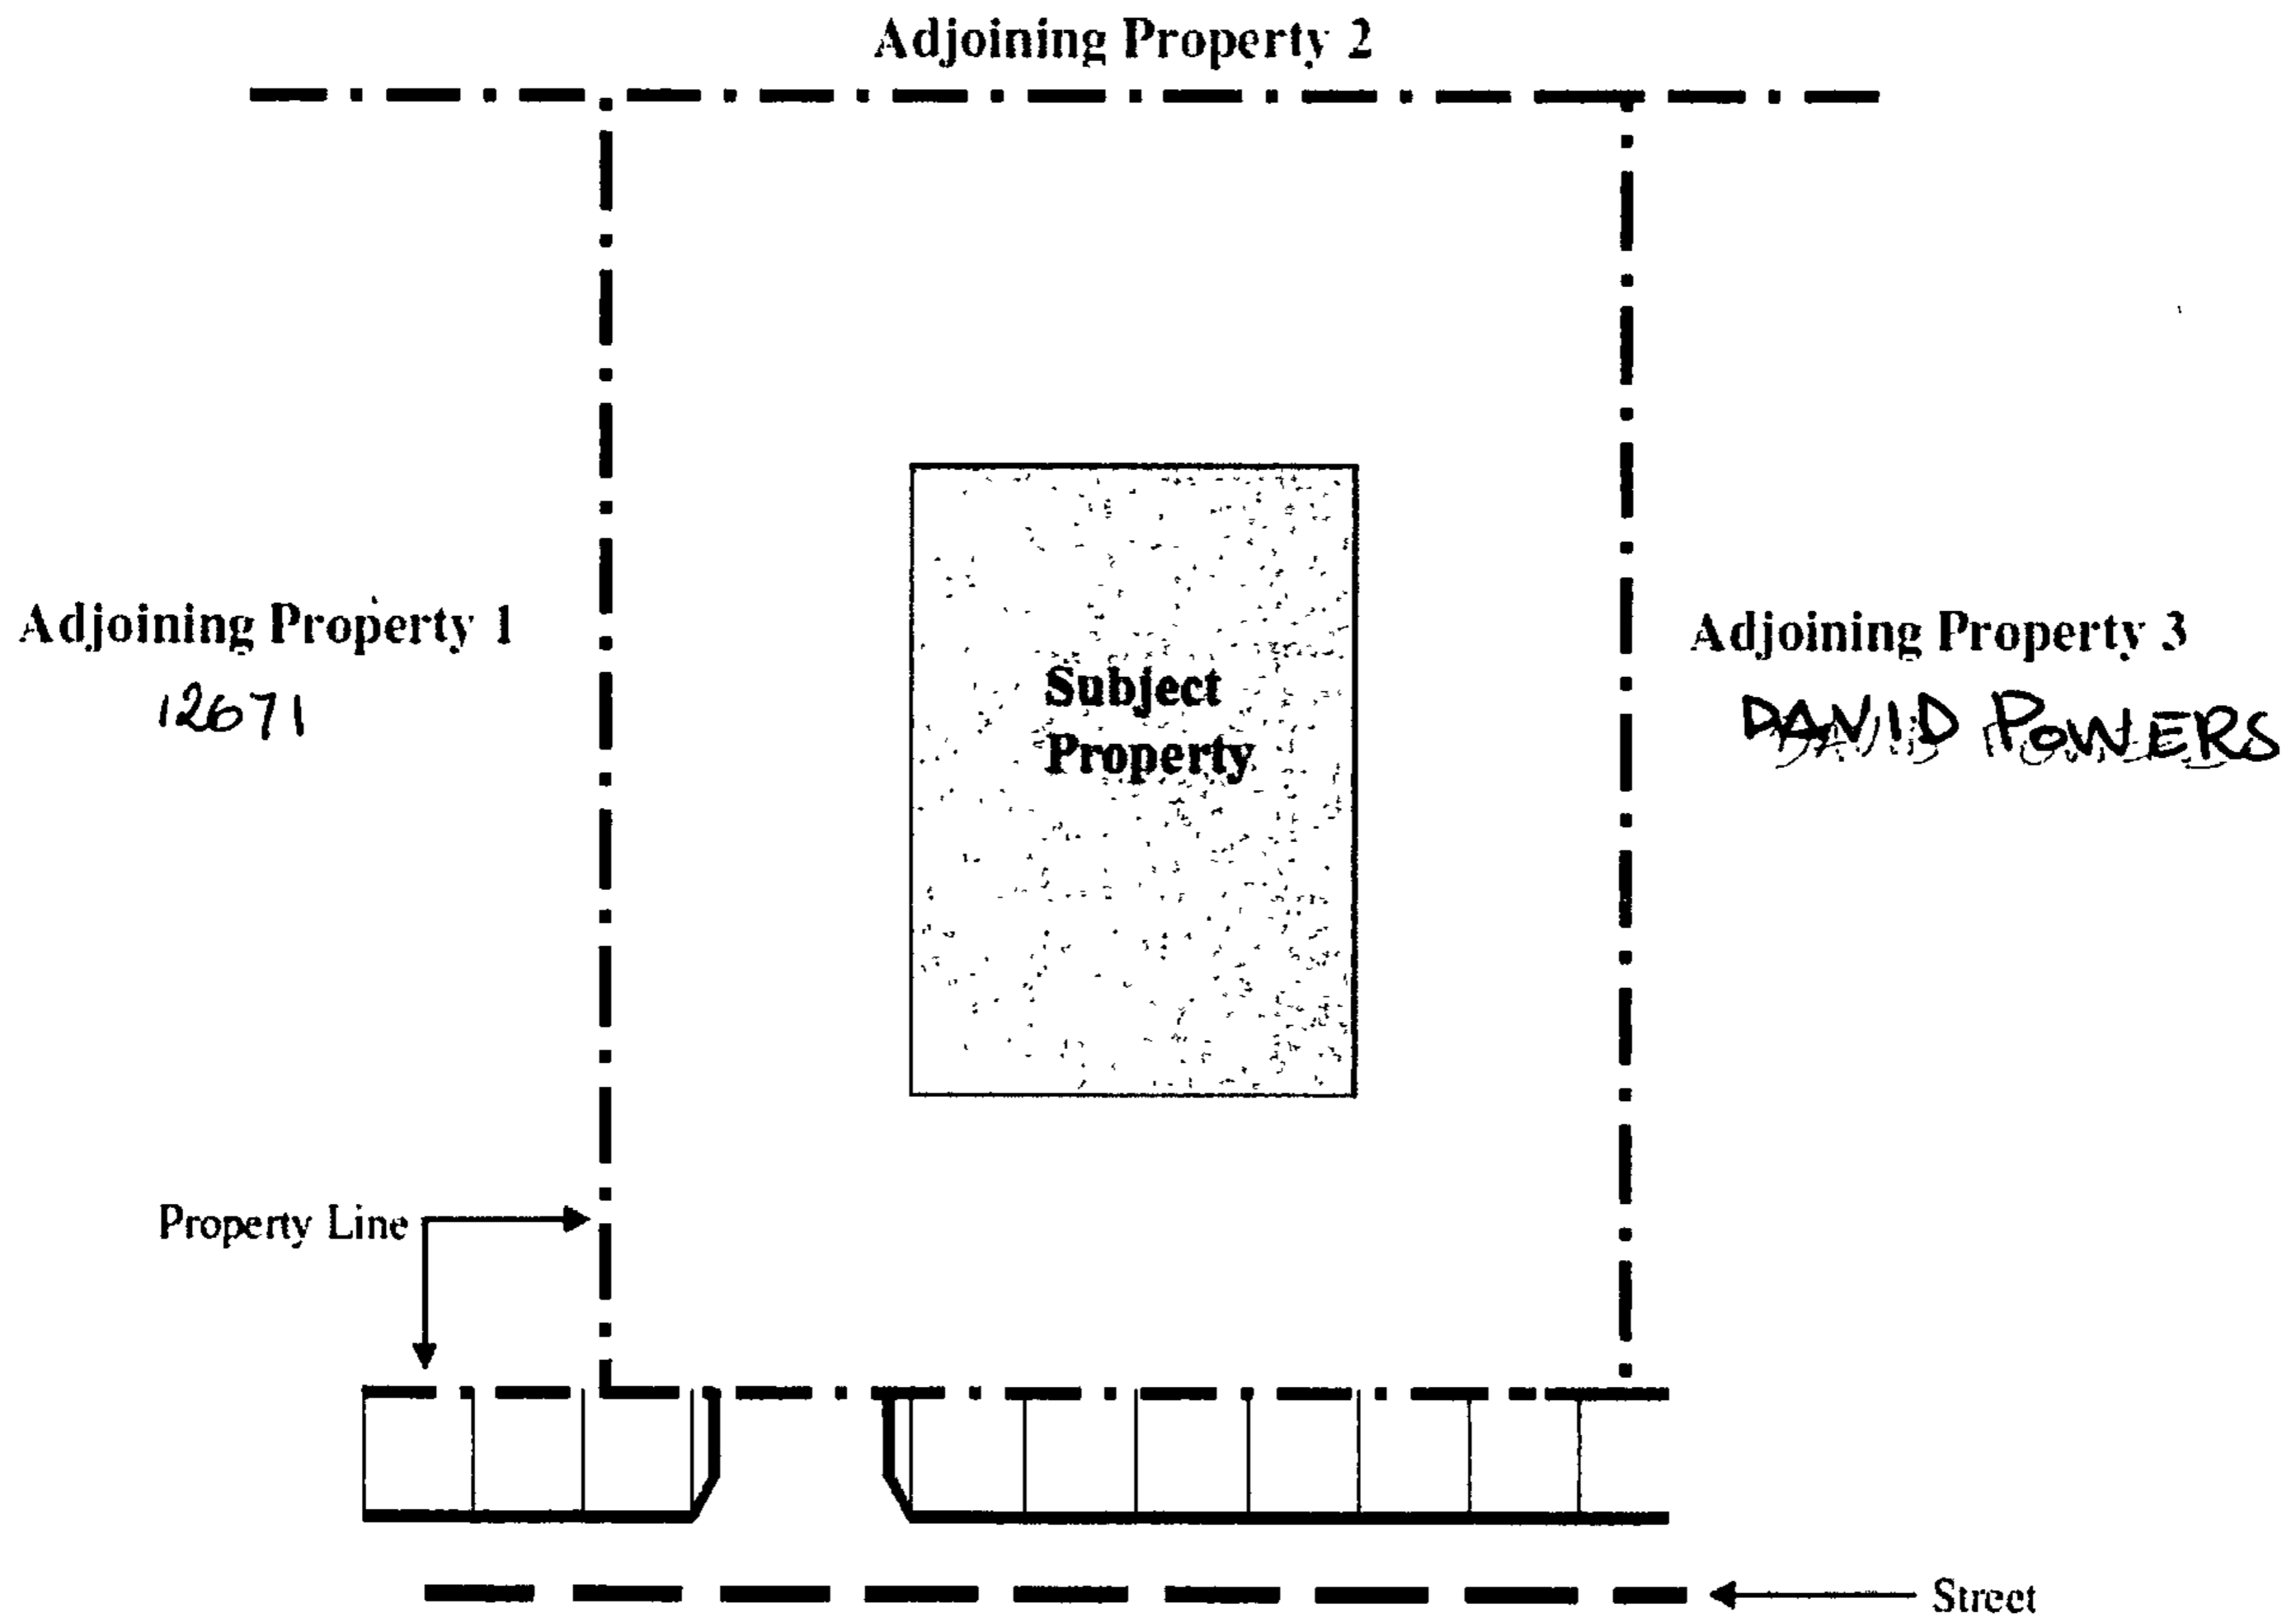 Adjoining Property 2
Adjoining Property 1
12671
Subject
Property
Adjoining Property 3
DAVID POWERS
Property Line
Street